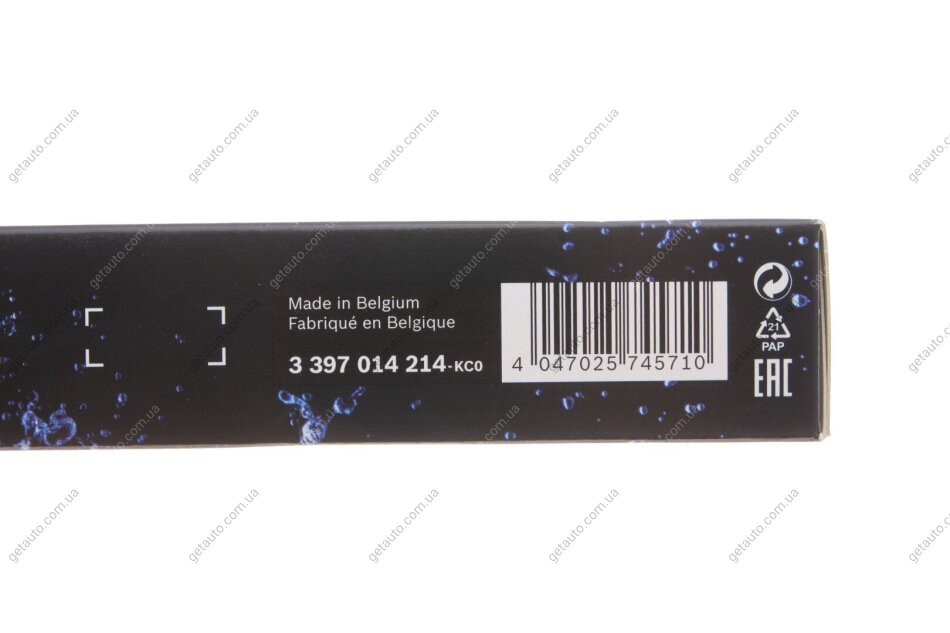 Made in Belgium
Fabriqué en Belgique
3 397 014 214-KC0
4 047025 745710
21
PAP
EAC
getauto.com.ua